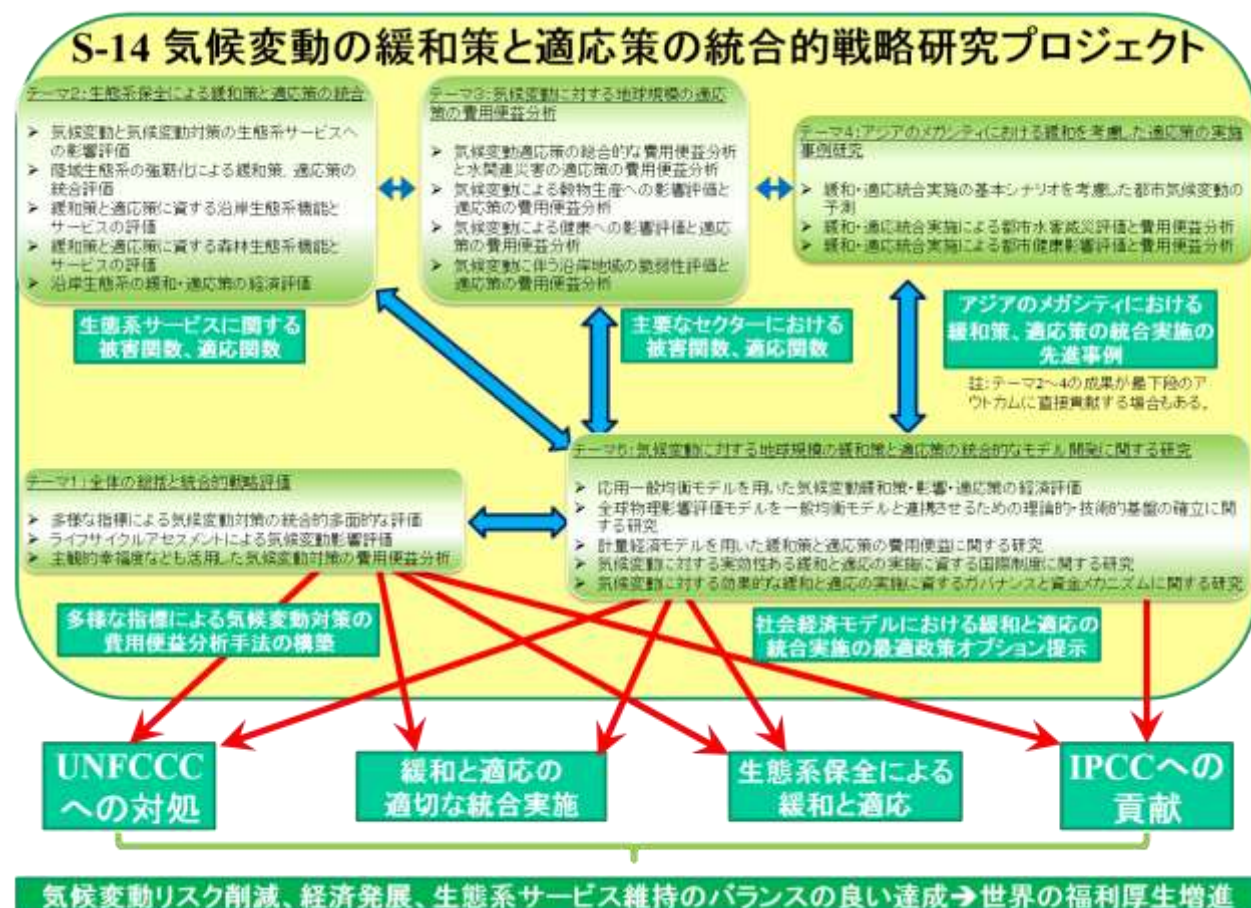 S-14 気候変動の緩和策と適応策の統合的戦略研究プロジェクト
テーマ2:生態系保全による緩和策と適応策の統合
➢ 気候変動と気候変動対策の生態系サービスへ
の影響評価
➢ 陸域生態系の強靭化による緩和策、適応策の
統合評価
➢ 緩和策と適応策に資する沿岸生態系機能と
サービスの評価
➢ 緩和策と適応策に資する森林生態系機能と
サービスの評価
➢ 沿岸生態系の緩和・適応策の経済評価
生態系サービスに関する
被害関数、適応関数
テーマ3:気候変動に対する地球規模の適応
策の費用便益分析
➢ 気候変動適応策の総合的な費用便益分析
と水関連災害の適応策の費用便益分析
➢ 気候変動による穀物生産への影響評価と
適応策の費用便益分析
➢ 気候変動による健康への影響評価と適応
策の費用便益分析
➢ 気候変動に伴う沿岸地域の脆弱性評価と
適応策の費用便益分析
主要なセクターにおける
被害関数、適応関数
テーマ4:アジアのメガシティにおける緩和を考慮した適応策の実施
事例研究
➢ 緩和・適応統合実施の基本シナリオを考慮した都市気候変動の
予測
➢ 緩和・適応統合実施による都市水害減災評価と費用便益分析
➢ 緩和・適応統合実施による都市健康影響評価と費用便益分析
アジアのメガシティにおける
緩和策、適応策の統合実施の
先進事例
註:テーマ2~4の成果が最下段のア
ウトカムに直接貢献する場合もある。
テーマ1:全体の総括と統合的戦略評価
➢ 多様な指標による気候変動対策の統合的多面的な評価
➢ ライフサイクルアセスメントによる気候変動影響評価
➢ 主観的幸福度なども活用した気候変動対策の費用便益分析
多様な指標による気候変動対策の
費用便益分析手法の構築
テーマ5:気候変動に対する地球規模の緩和策と適応策の統合的なモデル開発に関する研究
➢ 応用一般均衡モデルを用いた気候変動緩和策・影響・適応策の経済評価
➢ 全球物理影響評価モデルを一般均衡モデルと連携させるための理論的・技術的基盤の確立に関
する研究
➢ 計量経済モデルを用いた緩和策と適応策の費用便益に関する研究
➢ 気候変動に対する実効性ある緩和と適応の実施に資する国際制度に関する研究
➢ 気候変動に対する効果的な緩和と適応の実施に資するガバナンスと資金メカニズムに関する研究
社会経済モデルにおける緩和と適応の
統合実施の最適政策オプション提示
UNFCCC
への対処
緩和と適応の
適切な統合実施
生態系保全による
緩和と適応
IPCCへの
貢献
気候変動リスク削減、経済発展、生態系サービス維持のバランスの良い達成➔世界の福利厚生増進